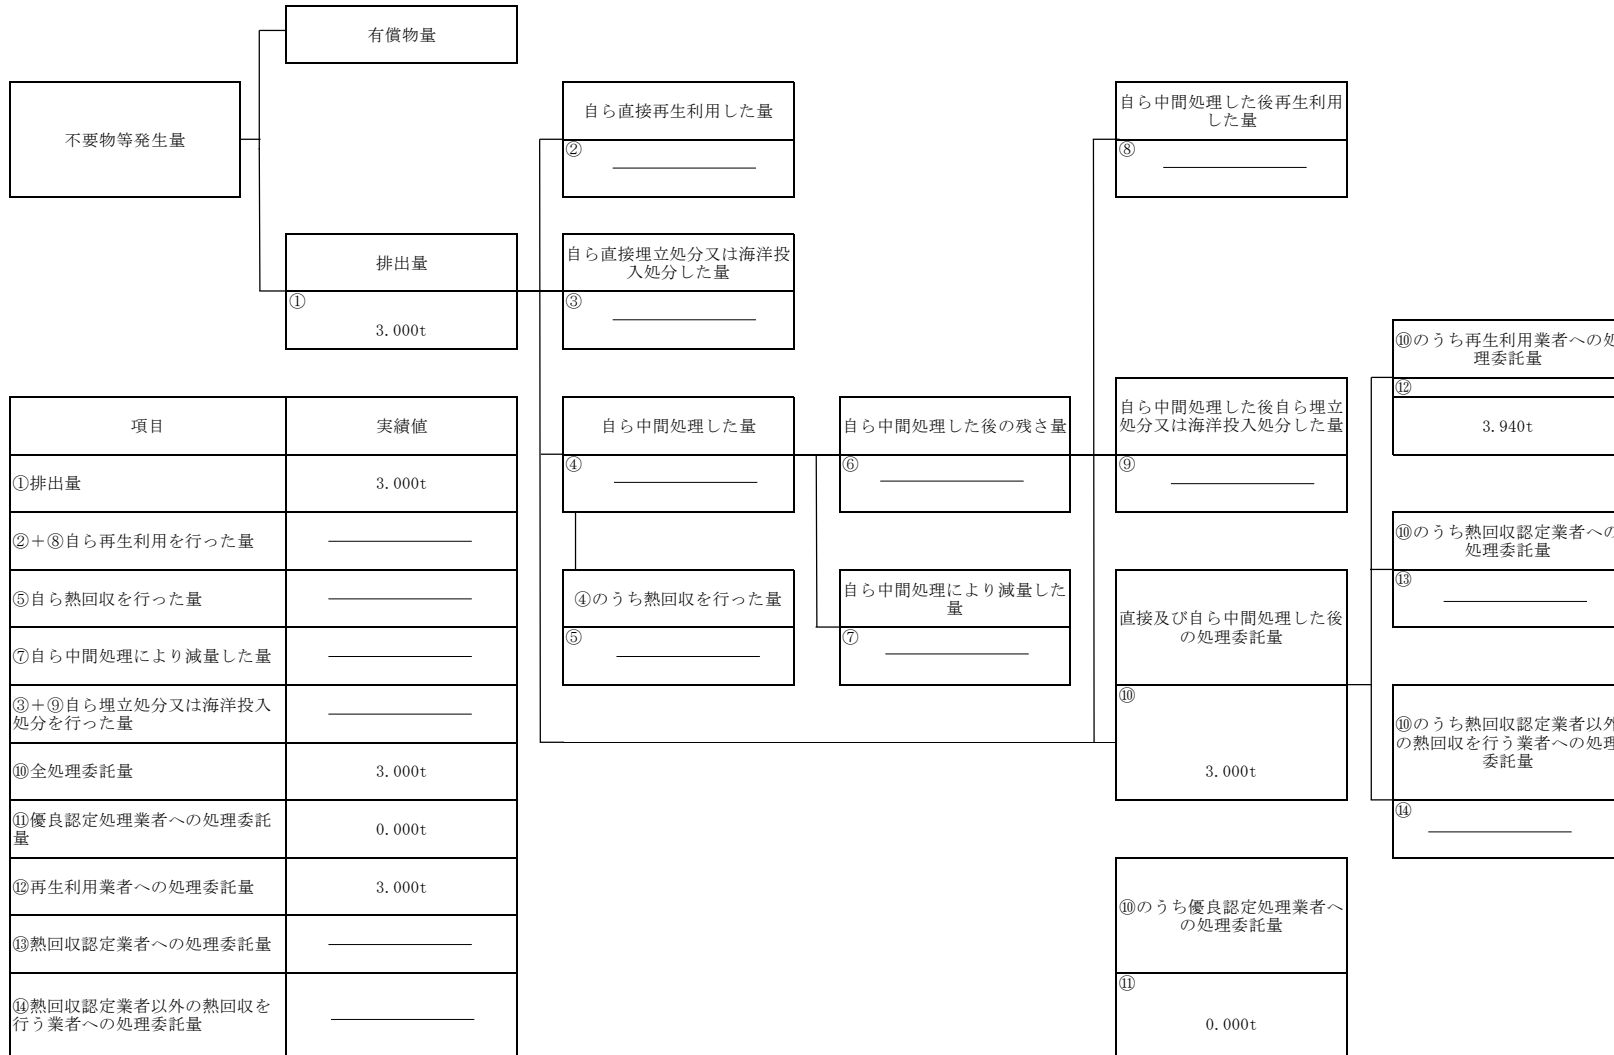 有償物量
不要物等発生量
自ら直接再生利用した量
②
自ら中間処理した後再生利用
した量
⑧
排出量
①
3.000t
自ら直接埋立処分又は海洋投
入処分した量
③
⑩のうち再生利用業者への処
理委託量
⑫
3.940t
項目
実績値
①排出量
3.000t
②+⑧自ら再生利用を行った量
⑤自ら熱回収を行った量
⑦自ら中間処理により減量した量
③+⑨自ら埋立処分又は海洋投入
処分を行った量
⑩全処理委託量
3.000t
⑪優良認定処理業者への処理委託
量
0.000t
⑫再生利用業者への処理委託量
3.000t
⑬熱回収認定業者への処理委託量
⑭熱回収認定業者以外の熱回収を
行う業者への処理委託量
自ら中間処理した量
④
自ら中間処理した後の残さ量
⑥
自ら中間処理した後自ら埋立
処分又は海洋投入処分した量
⑨
④のうち熱回収を行った量
⑤
自ら中間処理により減量した
量
⑦
直接及び自ら中間処理した後
の処理委託量
⑩
3.000t
⑩のうち熱回収認定業者への
処理委託量
⑬
⑩のうち熱回収認定業者以外
の熱回収を行う業者への処理
委託量
⑭
⑩のうち優良認定処理業者へ
の処理委託量
⑪
0.000t